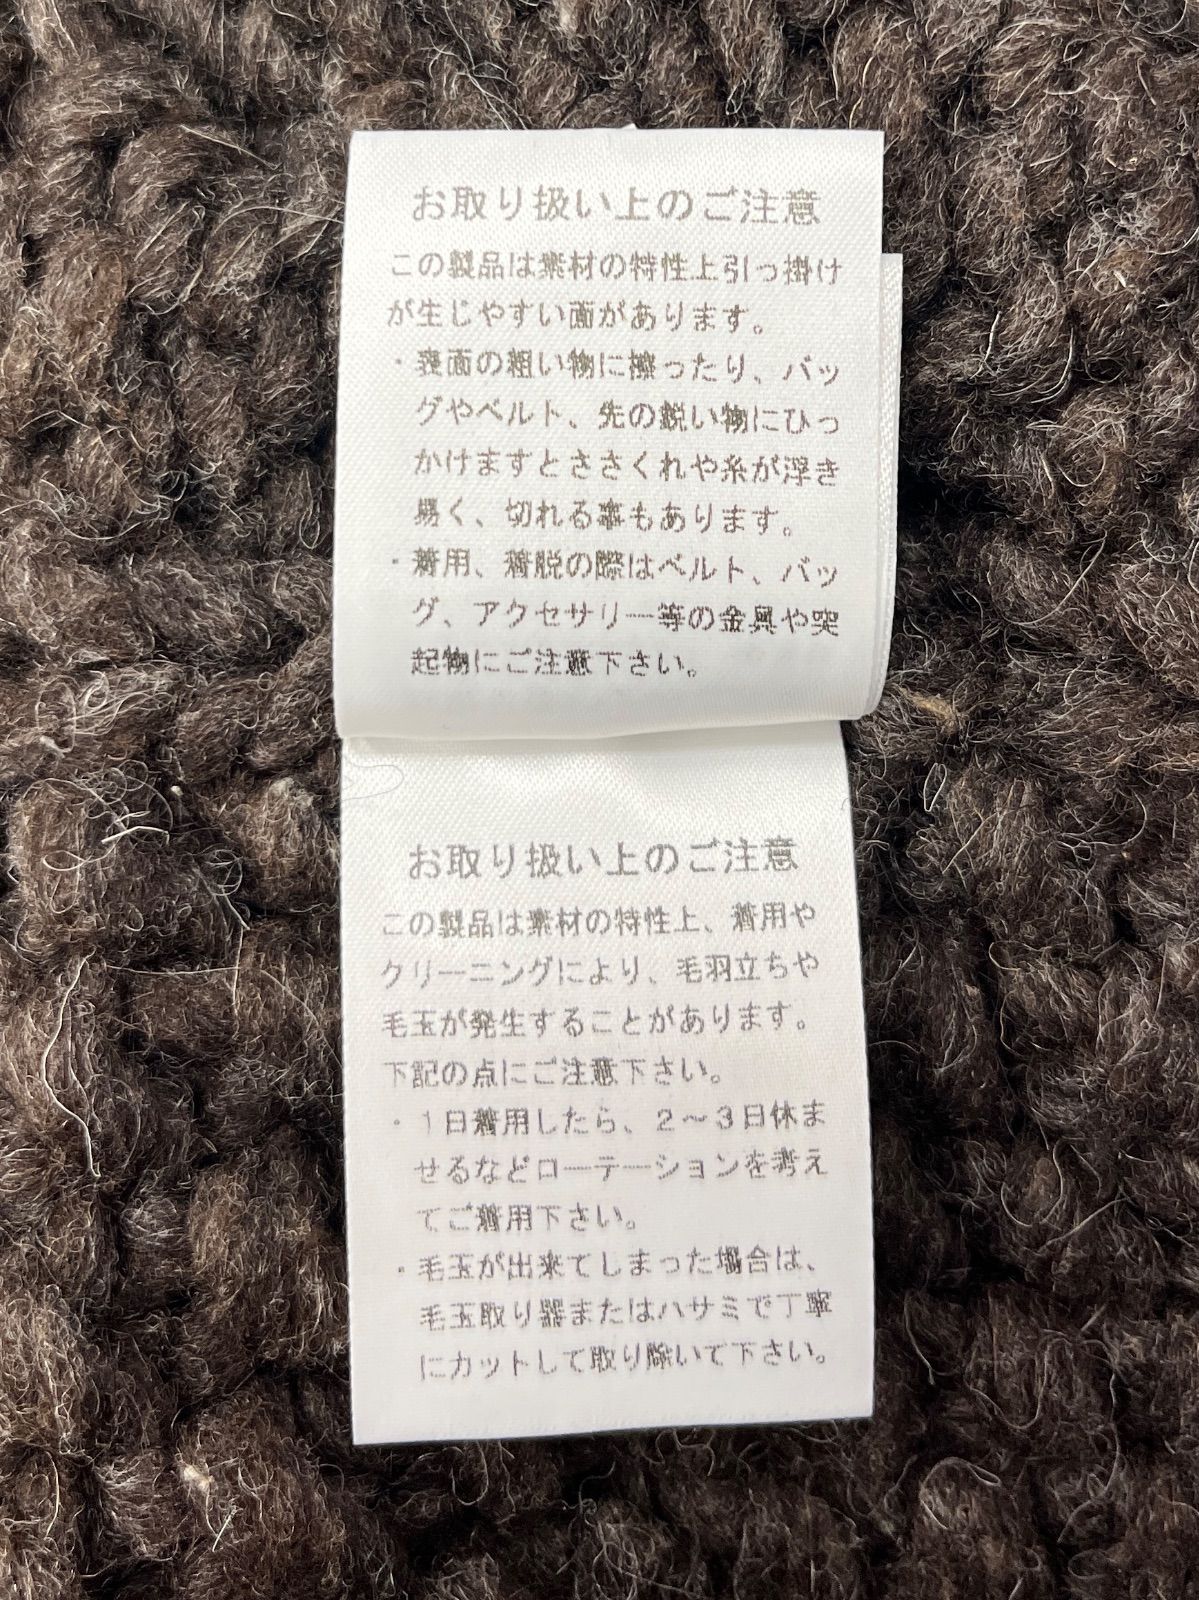 お取り扱い上のご注意
この製品は素材の特性上引っ掛け
が生じやすい面があります。
・表面の粗い物に擦ったり、バッ
グやベルト、先の鋭い物にひっ
かけますとささくれや糸が浮き
易く、切れる事もあります。
・着用、着脱の際はベルト、バッ
グ、アクセサリー等の金具や突
起物にご注意下さい。
お取り扱い上のご注意
この製品は素材の特性上、着用や
クリーニングにより、毛羽立ちや
毛玉が発生することがあります。
下記の点にご注意下さい。
・1日着用したら、2～3日休ま
せるなどローテーションを考え
てご着用下さい。
・毛玉が出来てしまった場合は、
毛玉取り器またはハサミで丁寧
にカットして取り除いて下さい。